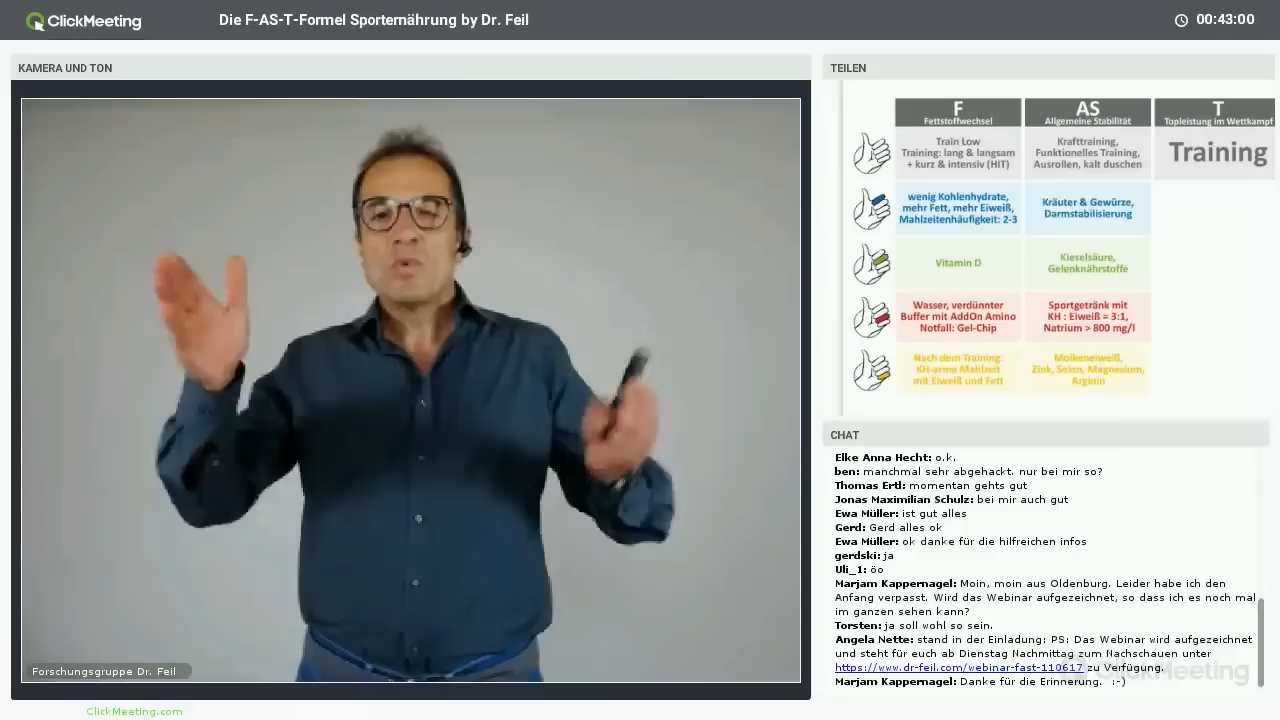 ClickMeeting
Die F-AS-T-Formel Sporternährung by Dr. Feil
00:43:00
KAMERA UND TON
Forschungsgruppe Dr. Feil
ClickMeeting.com
TEILEN
F
Fettstoffwechsel
AS
Allgemeine Stabilität
T
Topleistung im Wettkampf
Train Low
Training: lang & langsam
+ kurz & intensiv (HIT)
Krafttraining,
Funktionelles Training,
Ausrollen, kalt duschen
Training
wenig Kohlenhydrate,
mehr Fett, mehr Eiweiß,
Mahlzeitenhäufigkeit: 2-3
Kräuter & Gewürze,
Darmstabilisierung
Vitamin D
Kieselsäure,
Gelenknährstoffe
Wasser, verdünnter
Buffer mit AddOn Amino
Notfall: Gel-Chip
Sportgetränk mit
KH : Eiweiß = 3:1,
Natrium > 800 mg/l
Nach dem Training:
KH-arme Mahlzeit
mit Eiweiß und Fett
Molkeneiweiß,
Zink, Selen, Magnesium,
Arginin
CHAT
Elke Anna Hecht: o.k.
ben: manchmal sehr abgehackt. nur bei mir so?
Thomas Ertl: momentan gehts gut
Jonas Maximilian Schulz: bei mir auch gut
Ewa Müller: ist gut alles
Gerd: Gerd alles ok
Ewa Müller: ok danke für die hilfreichen infos
gerdski: ja
Uli_1: öo
Marjam Kappernagel: Moin, moin aus Oldenburg. Leider habe ich den
Anfang verpasst. Wird das Webinar aufgezeichnet, so dass ich es noch mal
im ganzen sehen kann?
Torsten: ja soll wohl so sein.
Angela Nette: stand in der Einladung: PS: Das Webinar wird aufgezeichnet
und steht für euch ab Dienstag Nachmittag zum Nachschauen unter
https://www.dr-feil.com/webinar-fast-110617 zu Verfügung.
Marjam Kappernagel: Danke für die Erinnerung. :-)
ClickMeeting